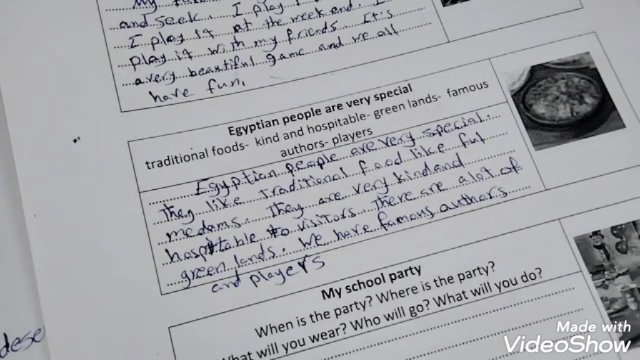 and seek. I play
I play it at the week end. I
play it with my friends. It's
a very beautiful game and we all
have fun.
Egyptian people are very special
traditional foods- kind and hospitable- green lands- famous
authors- players
Egyptian people are very special.
They like traditional food like ful
medams. They are very kind and
hospitable to visitors. There are a lot of
green lands. We have famous authors
and players
My school party
When is the party? Where is the party?
What will you wear? Who will go? What will you do?
dese
Made with
VideoShow